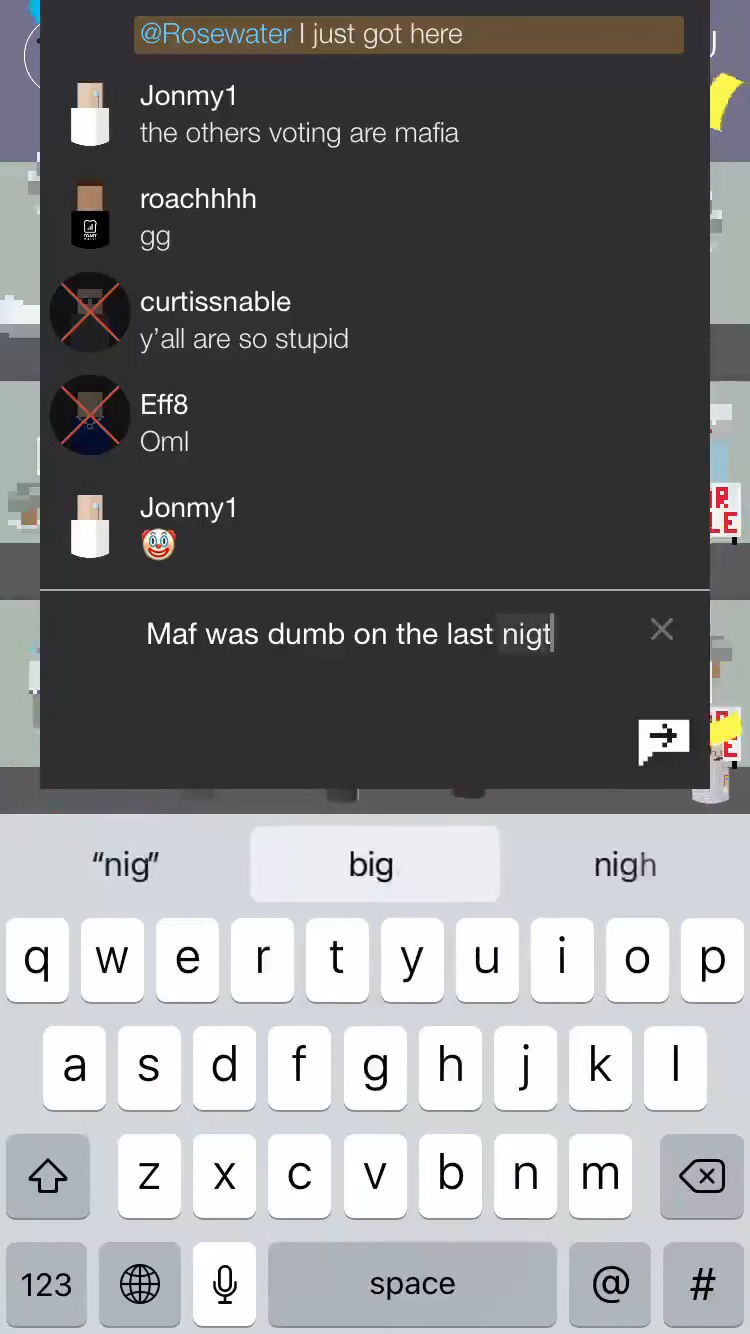 @Rosewater I just got here
Jonmy1
the others voting are mafia
roachhhh
gg
curtissnable
y'all are so stupid
Eff8
Oml
Jonmy1
Maf was dumb on the last nigt
"nig" big nigh
q w e r t y u i o p
a s d f g h j k l
z x c v b n m
123 space @ #